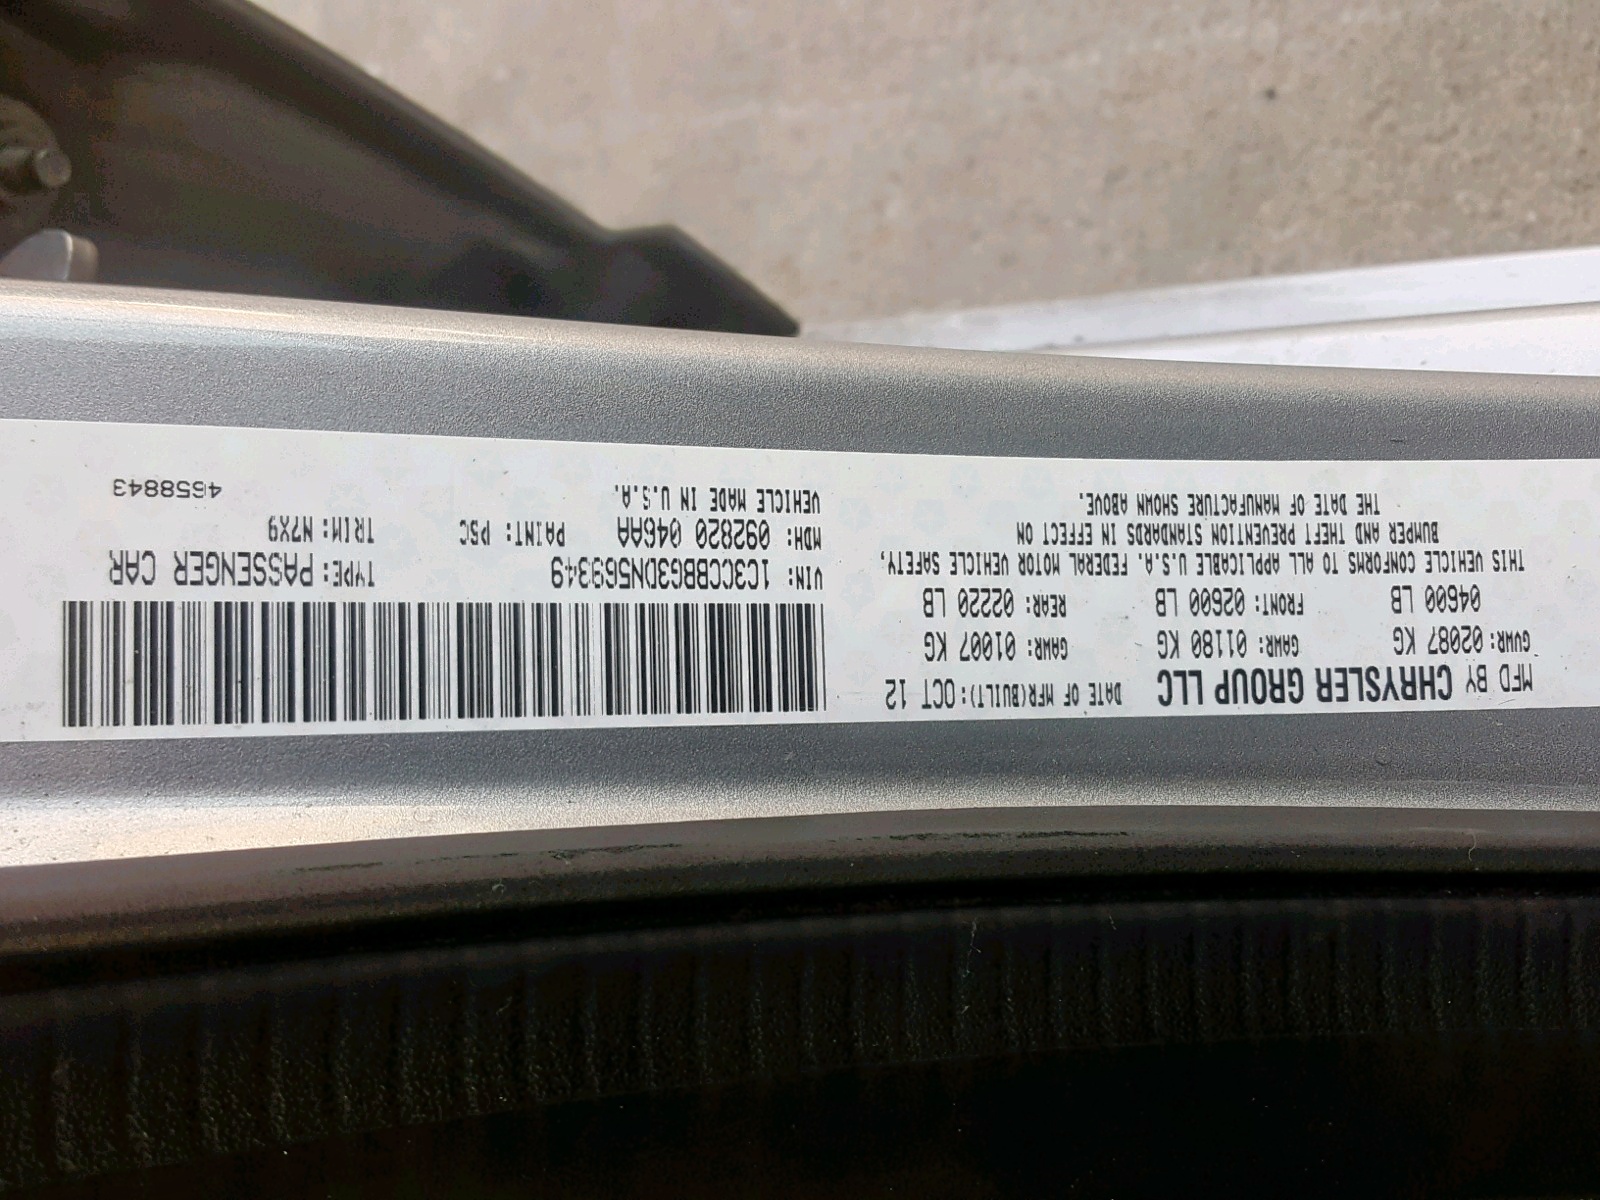 MFD BY CHRYSLER GROUP LLC DATE OF MFR(BUILT): OCT 12
GVWR: 02087 KG GAWR: 01180 KG GAWR: 01007 KG
04600 LB FRONT: 02600 LB REAR: 02220 LB
THIS VEHICLE CONFORMS TO ALL APPLICABLE U.S.A. FEDERAL MOTOR VEHICLE SAFETY,
BUMPER AND THEFT PREVENTION STANDARDS IN EFFECT ON
THE DATE OF MANUFACTURE SHOWN ABOVE.
VIN: 1C3CCBBG3DN569349 TYPE: PASSENGER CAR
MDH: 092820 046AA PAINT: PSC TRIM: N7X9
VEHICLE MADE IN U.S.A. 4658843